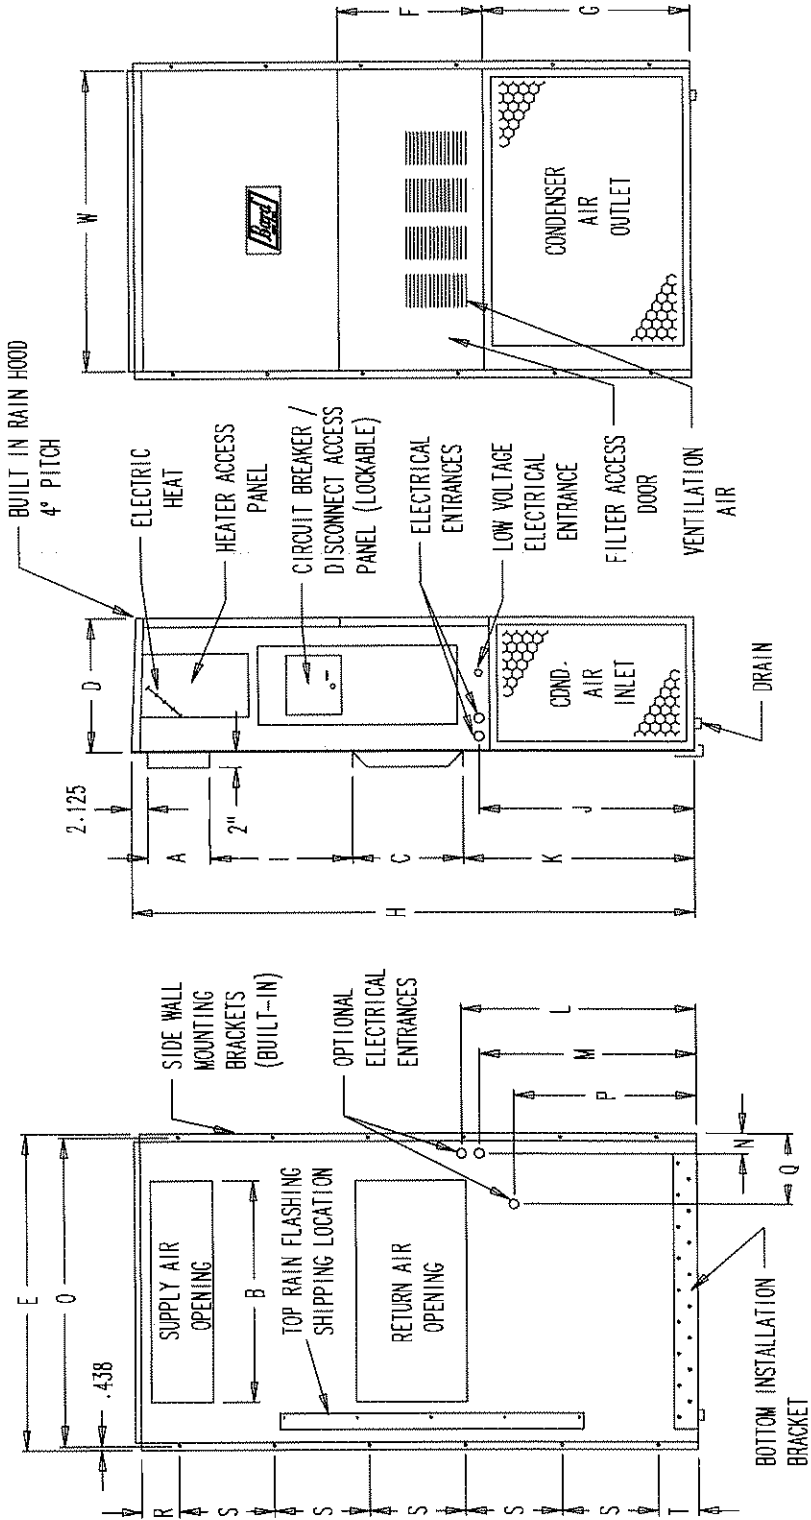 W
F
G
Bard
CONDENSER
AIR
OUTLET
BUILT IN RAIN HOOD
4° PITCH
ELECTRIC
HEAT
HEATER ACCESS
PANEL
CIRCUIT BREAKER /
DISCONNECT ACCESS
PANEL (LOCKABLE)
ELECTRICAL
ENTRANCES
LOW VOLTAGE
ELECTRICAL
ENTRANCE
FILTER ACCESS
DOOR
VENTILATION
AIR
D
2.125
A
2"
I
C
K
J
H
COND.
AIR
INLET
DRAIN
SIDE WALL
MOUNTING
BRACKETS
(BUILT-IN)
OPTIONAL
ELECTRICAL
ENTRANCES
E
O
.438
SUPPLY AIR
OPENING
B
TOP RAIN FLASHING
SHIPPING LOCATION
RETURN AIR
OPENING
L
M
P
N
Q
R
S
S
S
S
S
T
BOTTOM INSTALLATION
BRACKET